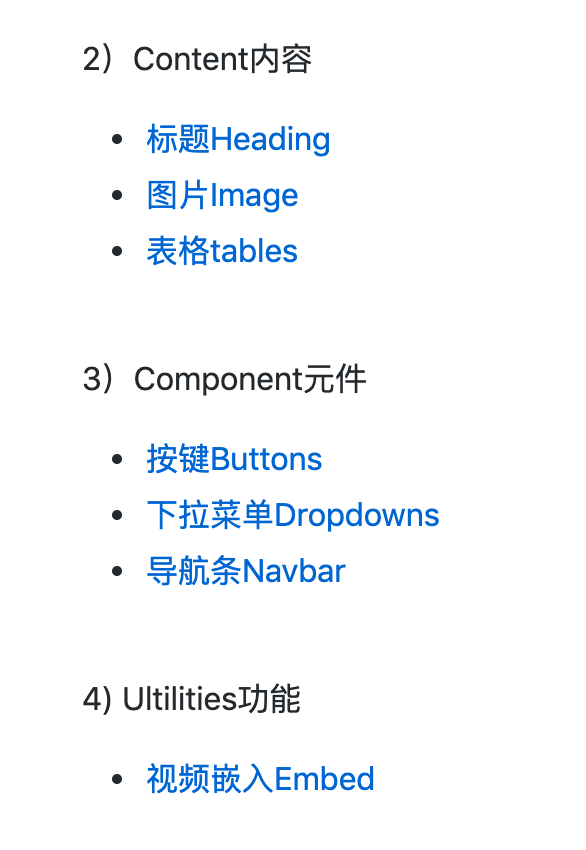 2）Content内容
• 标题Heading
• 图片Image
• 表格tables
3）Component元件
• 按键Buttons
• 下拉菜单Dropdowns
• 导航条Navbar
4) Ultilities功能
• 视频嵌入Embed